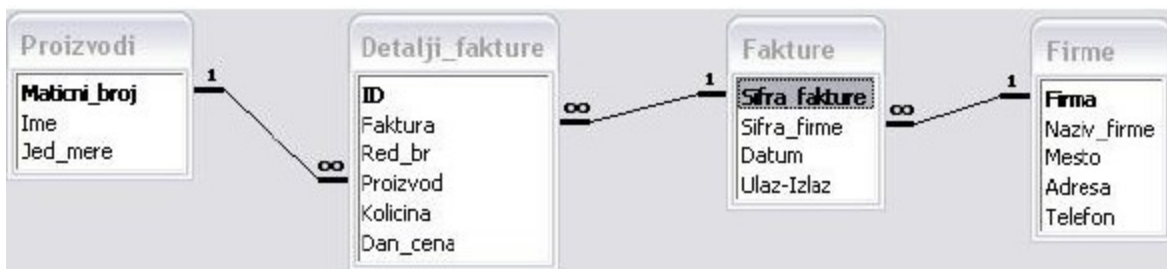 Proizvodi
Maticni_broj
Ime
Jed_mere
1
∞
Detalji_fakture
ID
Faktura
Red_br
Proizvod
Kolicina
Dan_cena
∞
1
Fakture
Sifra_fakture
Sifra_firme
Datum
Ulaz-Izlaz
∞
1
Firme
Firma
Naziv_firme
Mesto
Adresa
Telefon